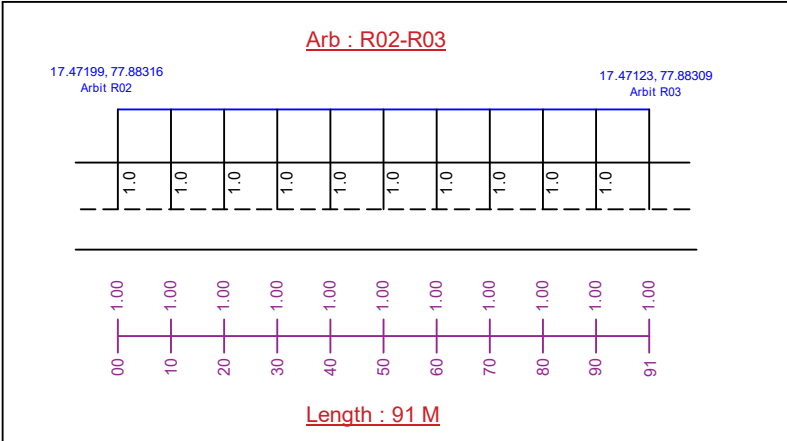 Arb : R02-R03
17.47199, 77.88316
Arbit R02
17.47123, 77.88309
Arbit R03
1.0 1.0 1.0 1.0 1.0 1.0 1.0 1.0 1.0 1.0
1.00 1.00 1.00 1.00 1.00 1.00 1.00 1.00 1.00 1.00 1.00
00 10 20 30 40 50 60 70 80 90 91
Length : 91 M